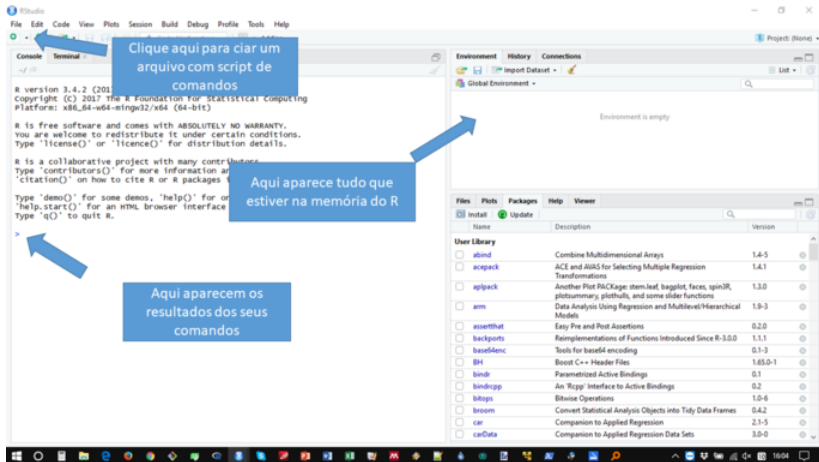 RStudio
File Edit Code View Plots Session Build Debug Profile Tools Help
Project: (None)
Clique aqui para ciar um
arquivo com script de
comandos
Console Terminal
R version 3.4.2 (201
Copyright (C) 2017 The R Foundation for Statistical Computing
Platform: x86_64-w64-mingw32/x64 (64-bit)
R is free software and comes with ABSOLUTELY NO WARRANTY.
You are welcome to redistribute it under certain conditions.
Type 'license()' or 'licence()' for distribution details.
R is a collaborative project with many contributors.
Type 'contributors()' for more information an
'citation()' on how to cite R or R packages i
Type 'demo()' for some demos, 'help()' for on
'help.start()' for an HTML browser interface
Type 'q()' to quit R.
>
Aqui aparece tudo que
estiver na memória do R
Aqui aparecem os
resultados dos seus
comandos
Environment History Connections
Import Dataset List
Global Environment
Environment is empty
Files Plots Packages Help Viewer
Install Update
Name Description Version
User Library
abind Combine Multidimensional Arrays 1.4-5
acepack ACE and AVAS for Selecting Multiple Regression 1.4.1
Transformations
aplpack Another Plot PACKage: stem.leaf, bagplot, faces, spin3R, 1.3.0
plotsummary, plothulls, and some slider functions
arm Data Analysis Using Regression and Multilevel/Hierarchical 1.9-3
Models
assertthat Easy Pre and Post Assertions 0.2.0
backports Reimplementations of Functions Introduced Since R-3.0.0 1.1.1
base64enc Tools for base64 encoding 0.1-3
BH Boost C++ Header Files 1.65.0-1
bindr Parametrized Active Bindings 0.1
bindrcpp An 'Rcpp' Interface to Active Bindings 0.2
bitops Bitwise Operations 1.0-6
broom Convert Statistical Analysis Objects into Tidy Data Frames 0.4.2
car Companion to Applied Regression 2.1-5
carData Companion to Applied Regression Data Sets 3.0-0
16:04